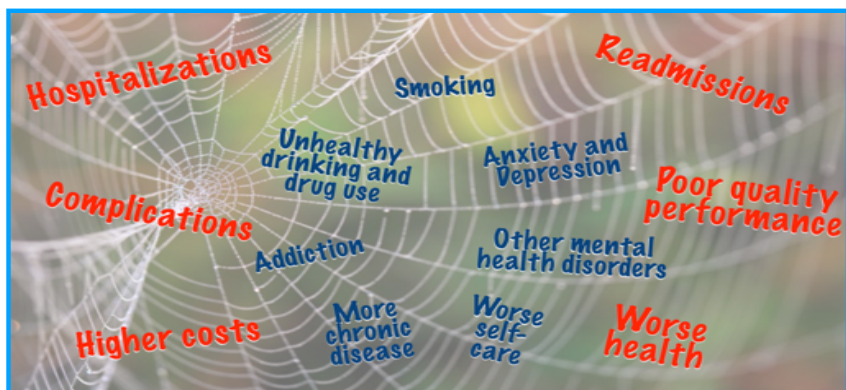 Hospitalizations
Smoking
Readmissions
Unhealthy
drinking and
drug use
Anxiety and
Depression
Poor quality
performance
Complications
Addiction
Other mental
health disorders
Higher costs
More
chronic
disease
Worse
self-
care
Worse
health